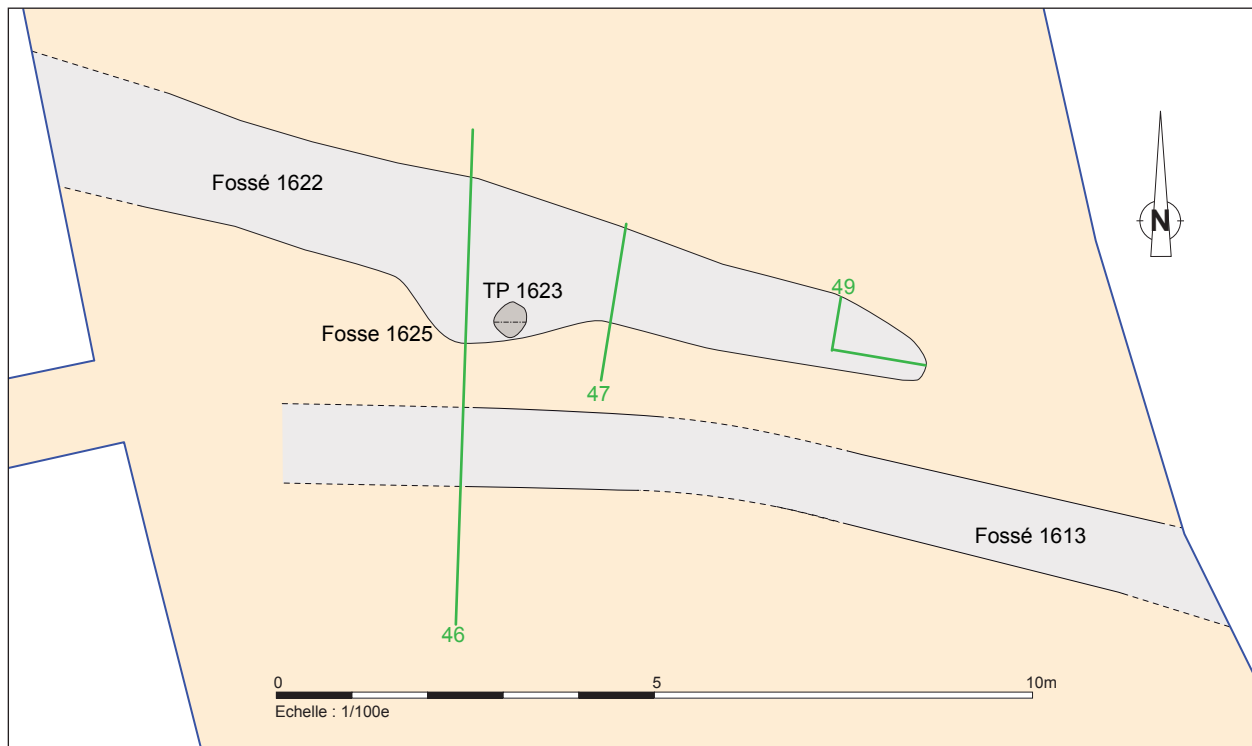 Fossé 1622
N
TP 1623
49
Fosse 1625
47
Fossé 1613
46
0 5 10m
Echelle : 1/100e